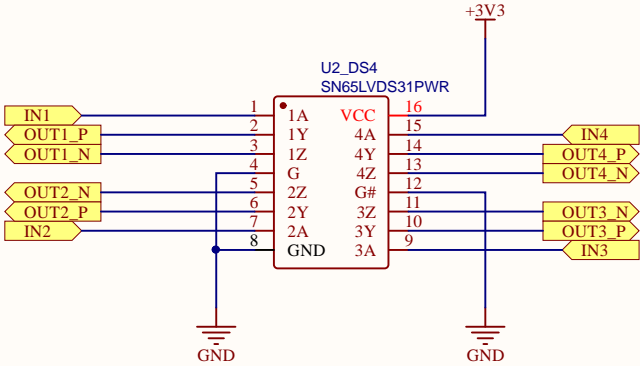 +3V3
U2_DS4
SN65LVDS31PWR
IN1 1 1A VCC 16
OUT1_P 2 1Y 4A 15 IN4
OUT1_N 3 1Z 4Y 14 OUT4_P
4 G 4Z 13 OUT4_N
OUT2_N 5 2Z G# 12
OUT2_P 6 2Y 3Z 11 OUT3_N
IN2 7 2A 3Y 10 OUT3_P
8 GND 3A 9 IN3
GND GND